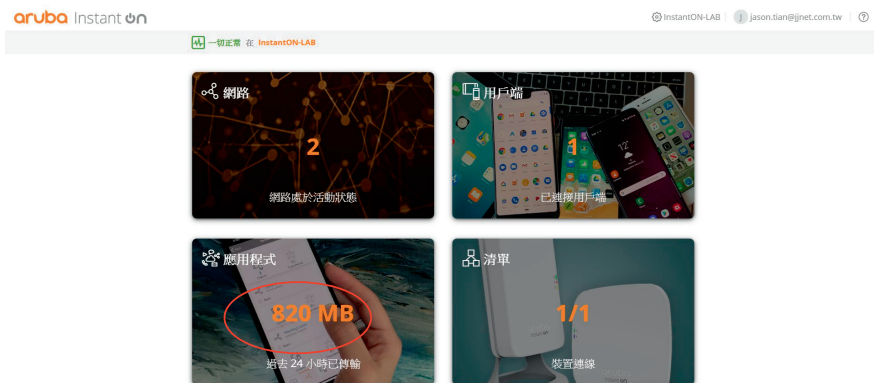 aruba Instant on
InstantON-LAB
J jason.tian@jjnet.com.tw
一切正常 在 InstantON-LAB
網路
2
網路處於活動狀態
用戶端
1
已連接用戶端
應用程式
820 MB
過去 24 小時已傳輸
清單
1/1
裝置連線